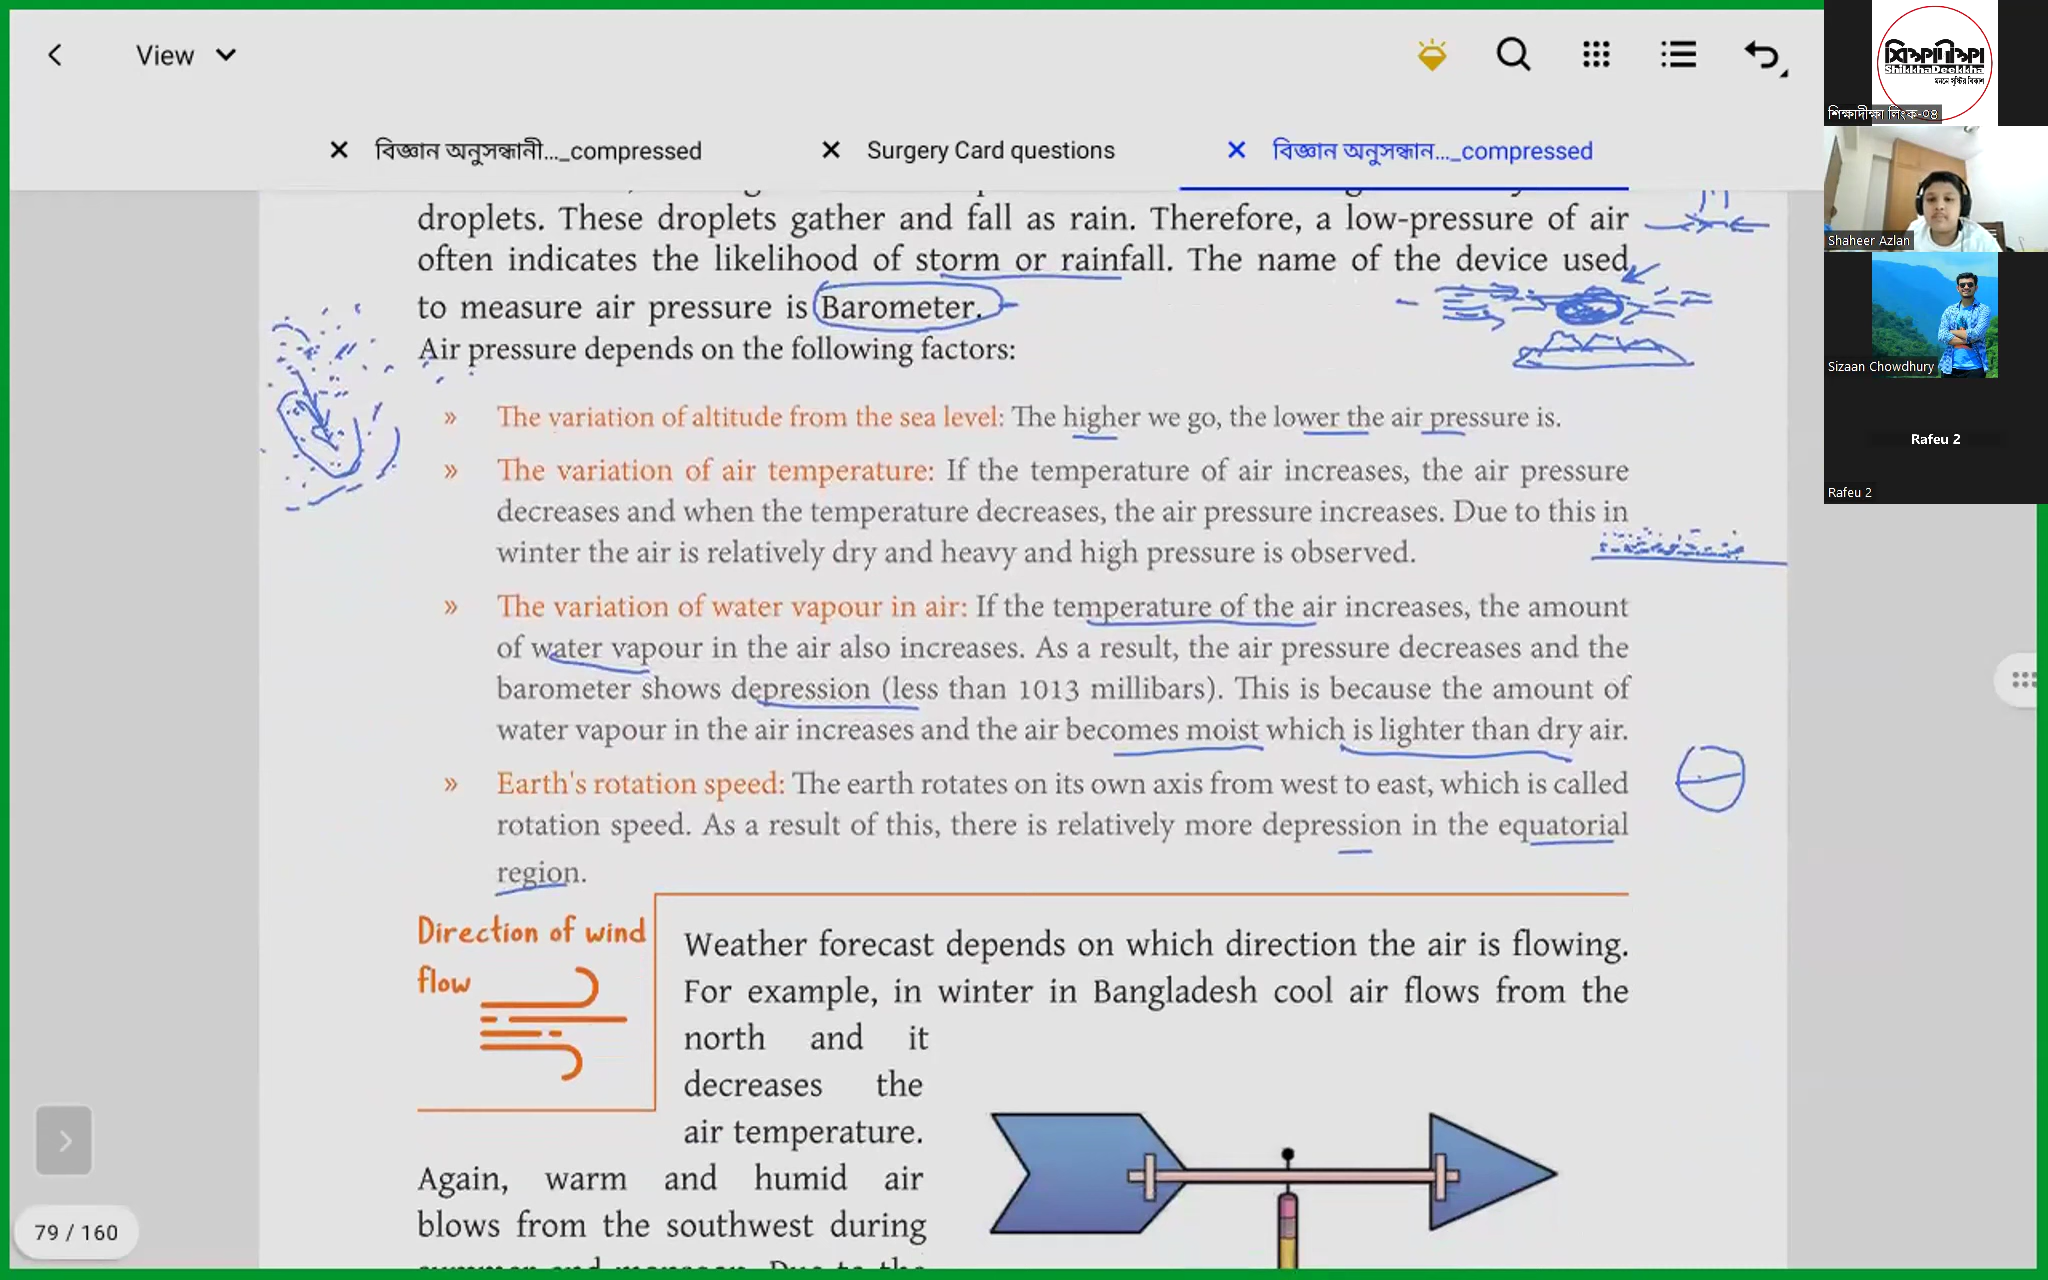 View
বিজ্ঞান অনুসন্ধানী..._compressed
Surgery Card questions
বিজ্ঞান অনুসন্ধান..._compressed
droplets. These droplets gather and fall as rain. Therefore, a low-pressure of air
often indicates the likelihood of storm or rainfall. The name of the device used
to measure air pressure is Barometer.
Air pressure depends on the following factors:
» The variation of altitude from the sea level: The higher we go, the lower the air pressure is.
» The variation of air temperature: If the temperature of air increases, the air pressure
decreases and when the temperature decreases, the air pressure increases. Due to this in
winter the air is relatively dry and heavy and high pressure is observed.
» The variation of water vapour in air: If the temperature of the air increases, the amount
of water vapour in the air also increases. As a result, the air pressure decreases and the
barometer shows depression (less than 1013 millibars). This is because the amount of
water vapour in the air increases and the air becomes moist which is lighter than dry air.
» Earth's rotation speed: The earth rotates on its own axis from west to east, which is called
rotation speed. As a result of this, there is relatively more depression in the equatorial
region.
Direction of wind
flow
Weather forecast depends on which direction the air is flowing.
For example, in winter in Bangladesh cool air flows from the
north and it
decreases the
air temperature.
Again, warm and humid air
blows from the southwest during
79 / 160
শিক্ষাদীক্ষা
ShikkhaDeekkha
শিক্ষাদীক্ষা লিংক-০৪
Shaheer Azlan
Sizaan Chowdhury
Rafeu 2
Rafeu 2